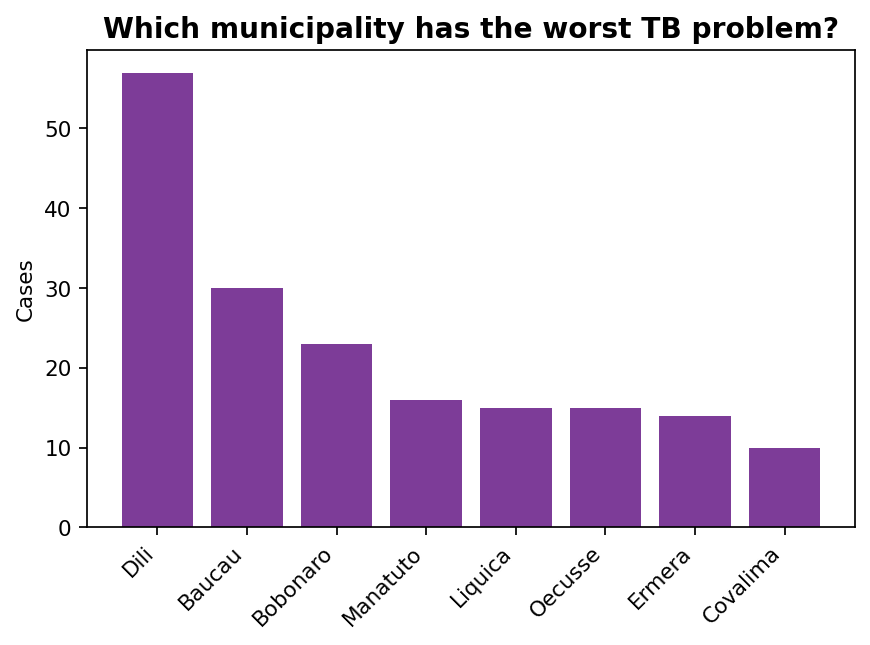 Which municipality has the worst TB problem?
Cases
50
40
30
20
10
0
Dili
Baucau
Bobonaro
Manatuto
Liquica
Oecusse
Ermera
Covalima